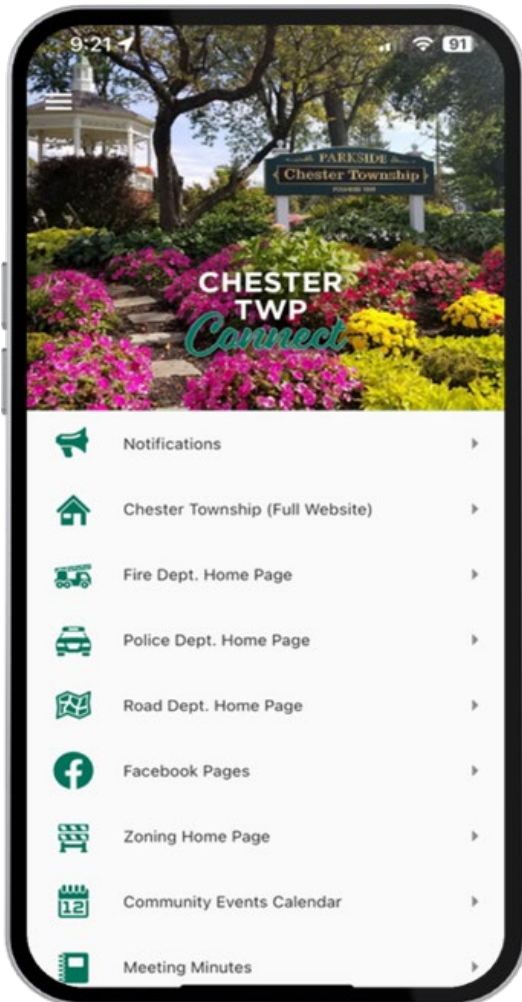 9:21
91
PARKSIDE
Chester Township
CHESTER
TWP
Connect
Notifications
Chester Township (Full Website)
Fire Dept. Home Page
Police Dept. Home Page
Road Dept. Home Page
Facebook Pages
Zoning Home Page
12
Community Events Calendar
Meeting Minutes